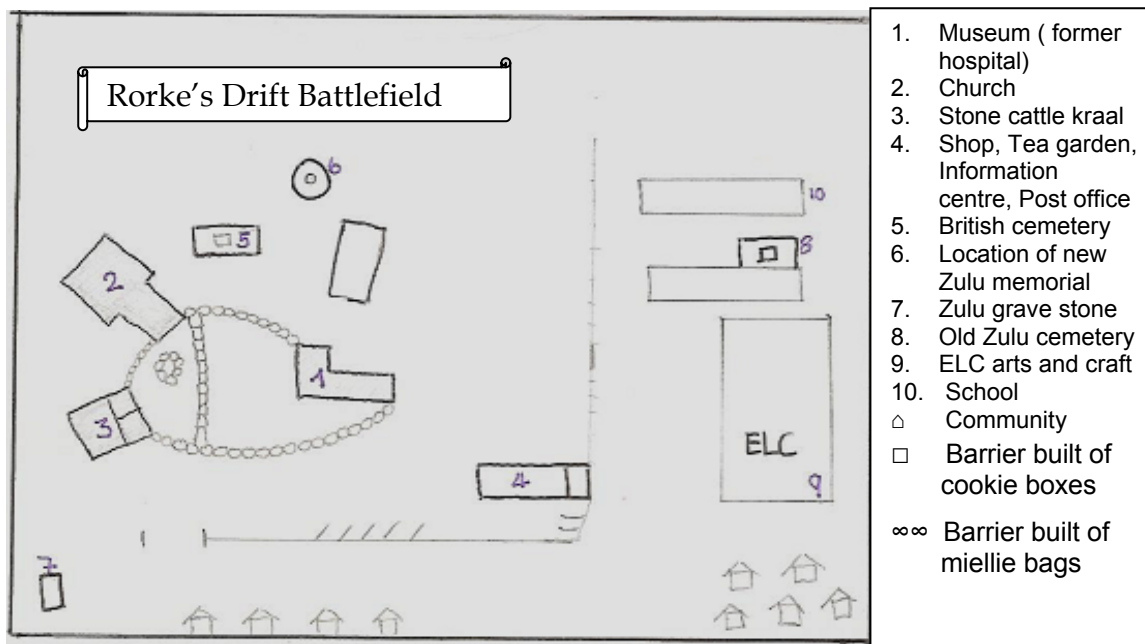 Rorke's Drift Battlefield
6
10
5
8
2
1
3
ELC
4
9
7
1. Museum ( former
hospital)
2. Church
3. Stone cattle kraal
4. Shop, Tea garden,
Information
centre, Post office
5. British cemetery
6. Location of new
Zulu memorial
7. Zulu grave stone
8. Old Zulu cemetery
9. ELC arts and craft
10. School
⌂ Community
□ Barrier built of
cookie boxes
∞∞ Barrier built of
miellie bags